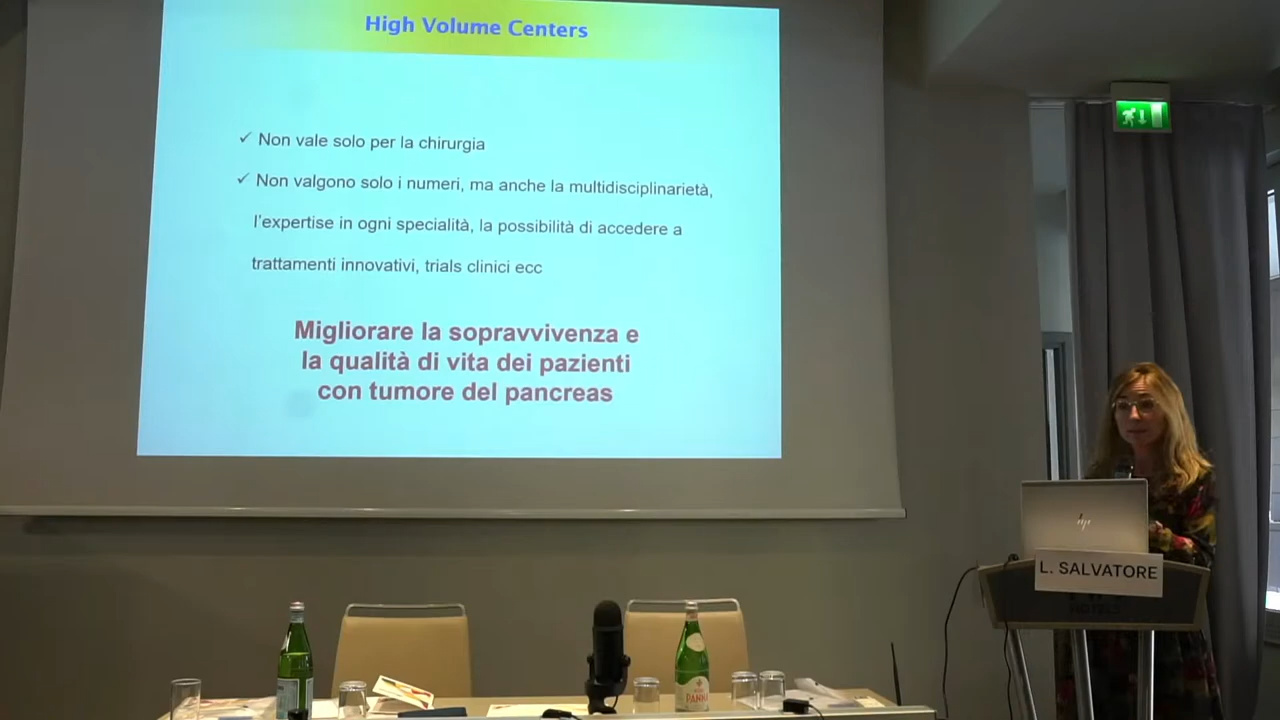 High Volume Centers
✓ Non vale solo per la chirurgia
✓ Non valgono solo i numeri, ma anche la multidisciplinarietà,
l'expertise in ogni specialità, la possibilità di accedere a
trattamenti innovativi, trials clinici ecc
Migliorare la sopravvivenza e
la qualità di vita dei pazienti
con tumore del pancreas
hp
L. SALVATORE
HOTELS
PANNA